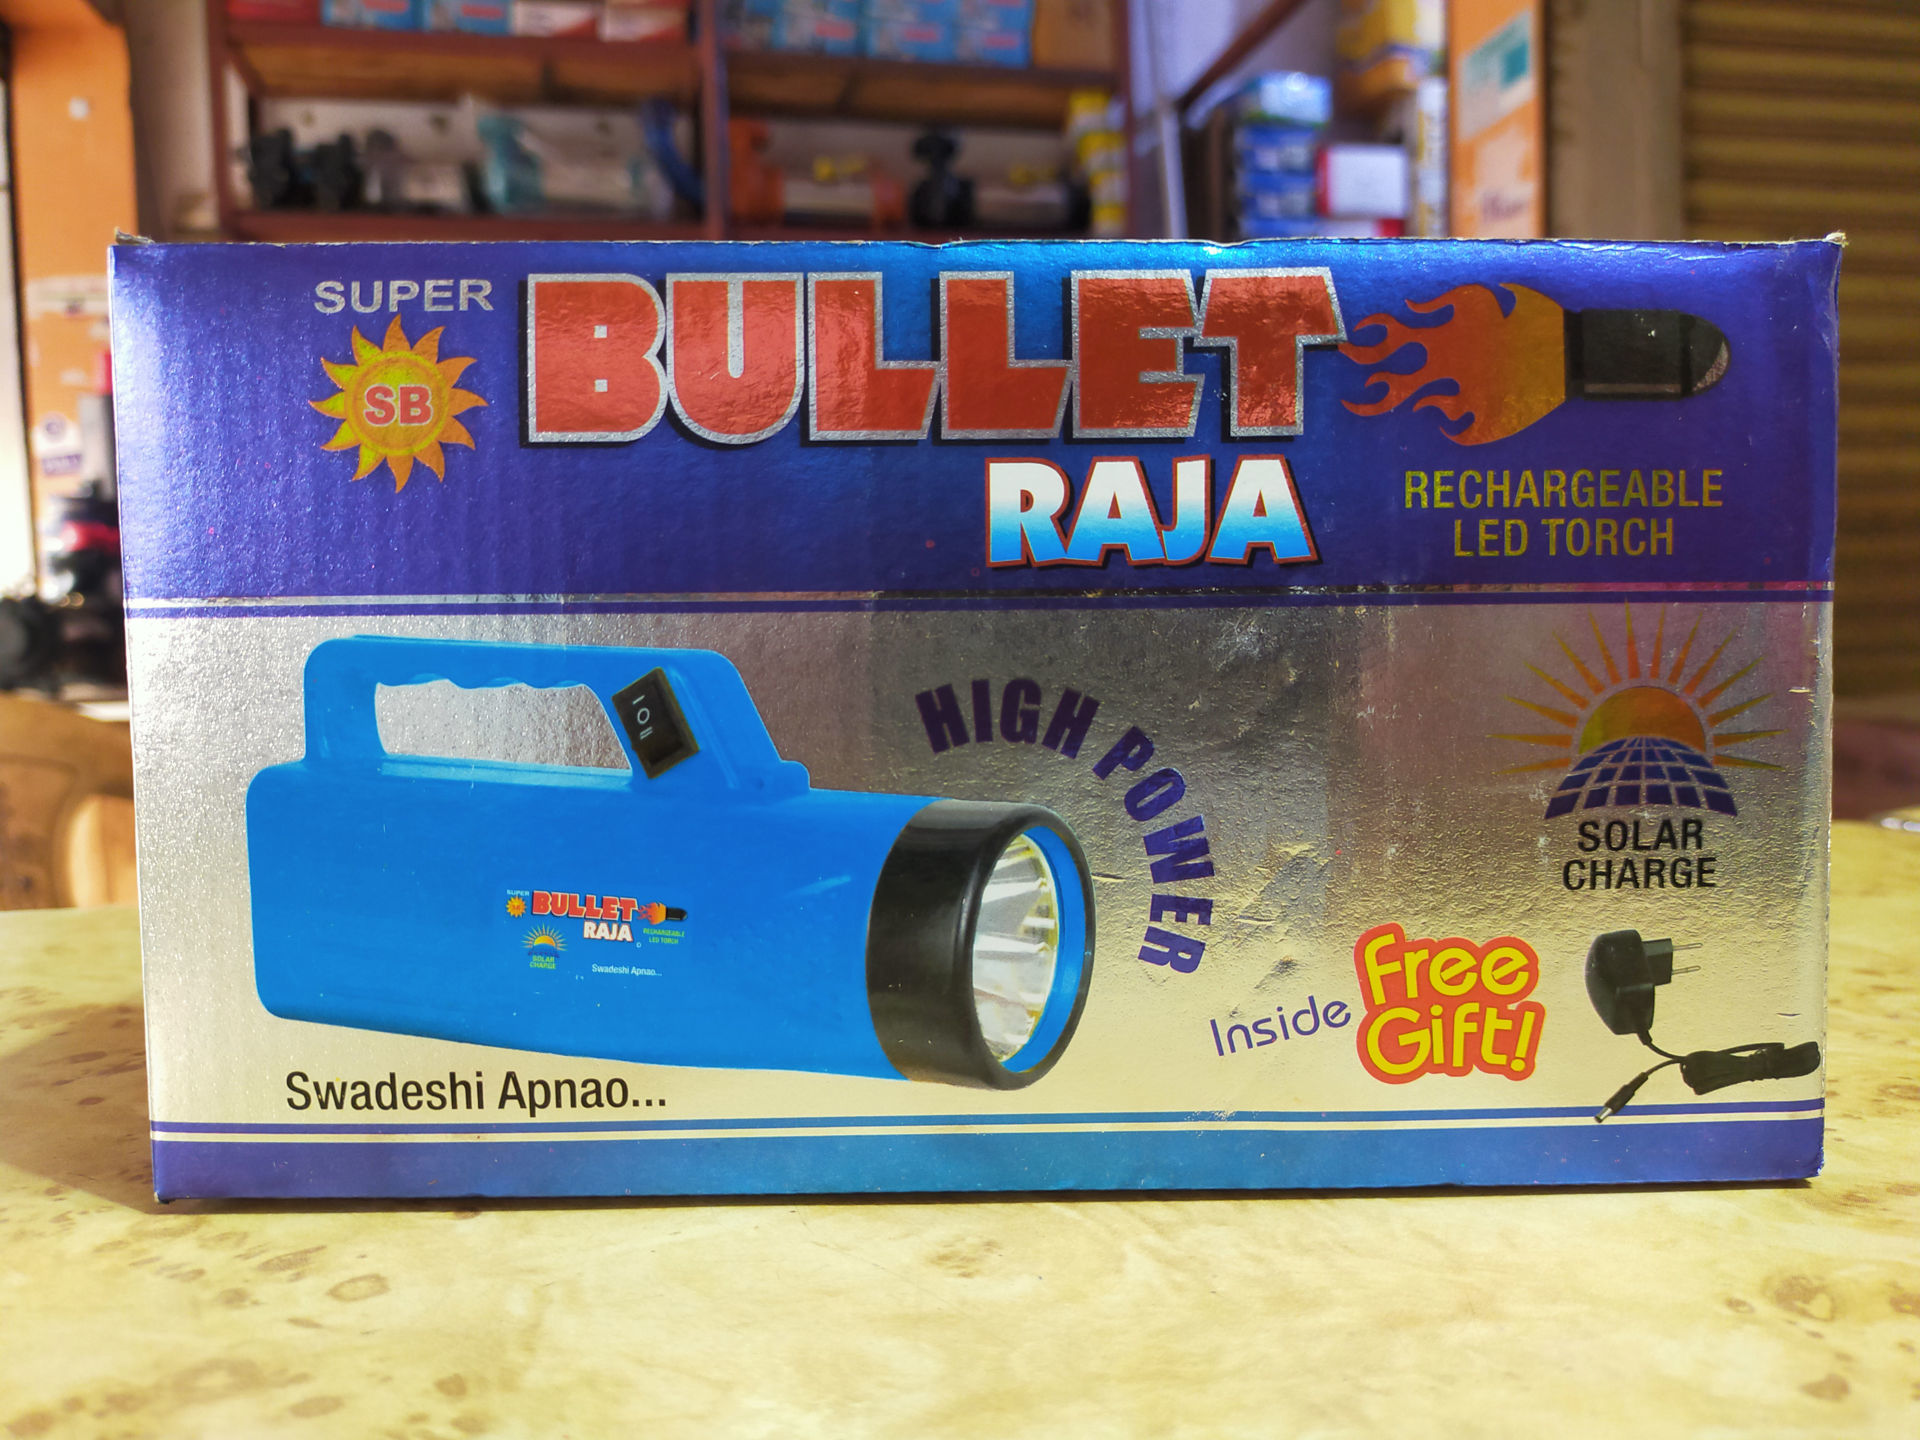 SUPER
SB
BULLET
RAJA
RECHARGEABLE
LED TORCH
HIGH POWER
SOLAR
CHARGE
SUPER
BULLET
RAJA
RECHARGEABLE
LED TORCH
SOLAR
CHARGE
Swadeshi Apnao...
Inside Free
Gift!
Swadeshi Apnao...